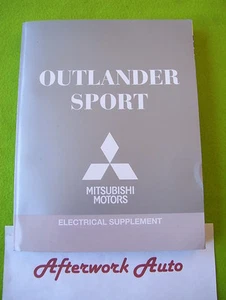 OUTLANDER
SPORT
MITSUBISHI
MOTORS
ELECTRICAL SUPPLEMENT
Afterwork Auto